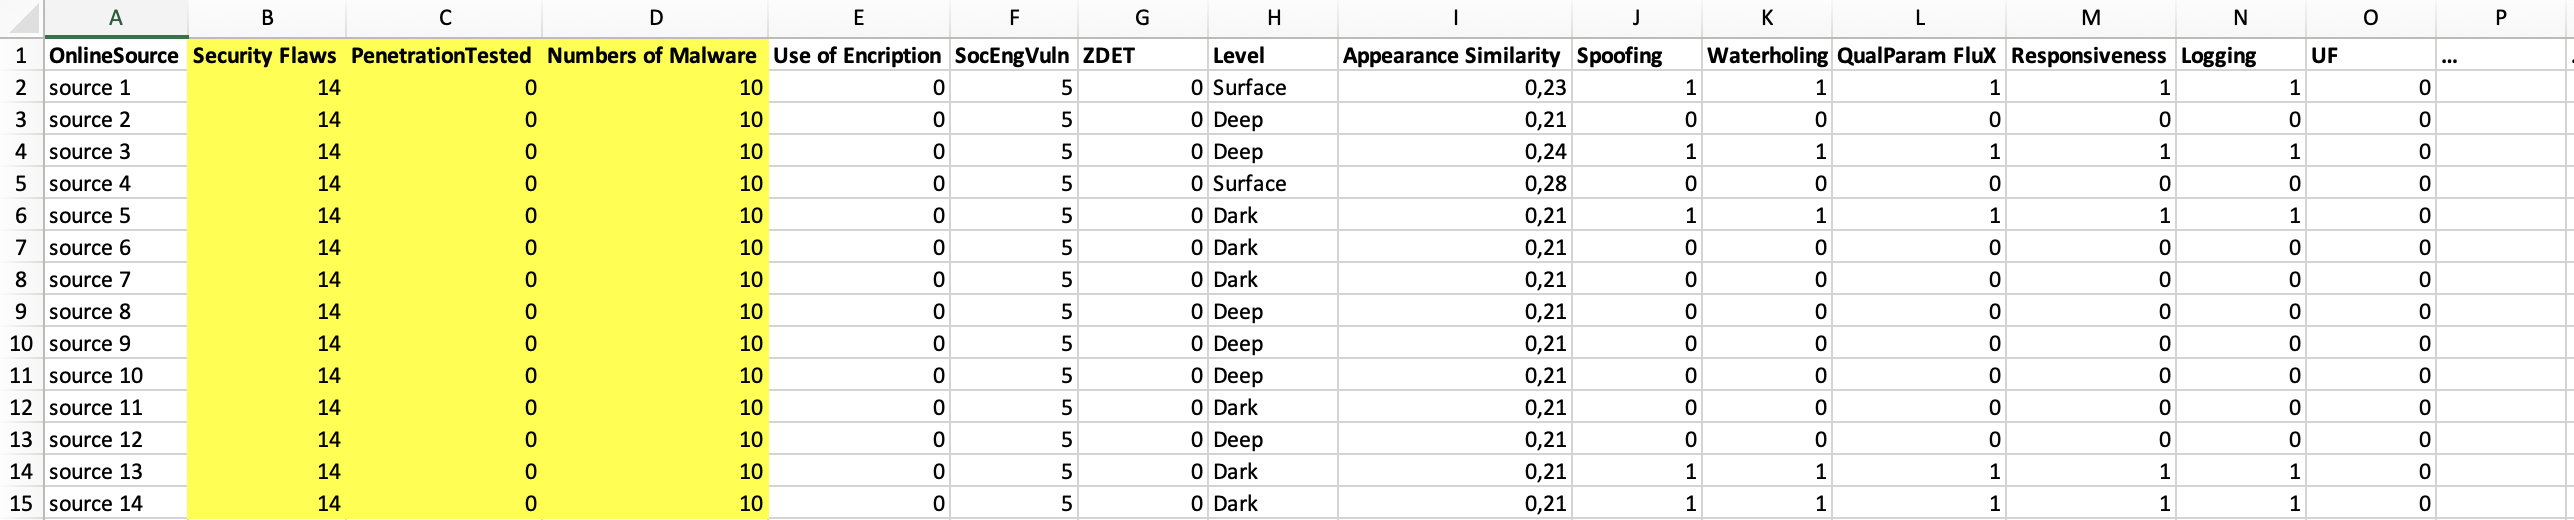 A B C D E F G H I J K L M N O P
1 OnlineSource Security Flaws PenetrationTested Numbers of Malware Use of Encription SocEngVuln ZDET Level Appearance Similarity Spoofing Waterholing QualParam FluX Responsiveness Logging UF ...
2 source 1 14 0 10 0 5 0 Surface 0,23 1 1 1 1 1 0
3 source 2 14 0 10 0 5 0 Deep 0,21 0 0 0 0 0 0
4 source 3 14 0 10 0 5 0 Deep 0,24 1 1 1 1 1 0
5 source 4 14 0 10 0 5 0 Surface 0,28 0 0 0 0 0 0
6 source 5 14 0 10 0 5 0 Dark 0,21 1 1 1 1 1 0
7 source 6 14 0 10 0 5 0 Dark 0,21 0 0 0 0 0 0
8 source 7 14 0 10 0 5 0 Dark 0,21 0 0 0 0 0 0
9 source 8 14 0 10 0 5 0 Deep 0,21 0 0 0 0 0 0
10 source 9 14 0 10 0 5 0 Deep 0,21 0 0 0 0 0 0
11 source 10 14 0 10 0 5 0 Deep 0,21 0 0 0 0 0 0
12 source 11 14 0 10 0 5 0 Dark 0,21 0 0 0 0 0 0
13 source 12 14 0 10 0 5 0 Deep 0,21 0 0 0 0 0 0
14 source 13 14 0 10 0 5 0 Dark 0,21 1 1 1 1 1 0
15 source 14 14 0 10 0 5 0 Dark 0,21 1 1 1 1 1 0